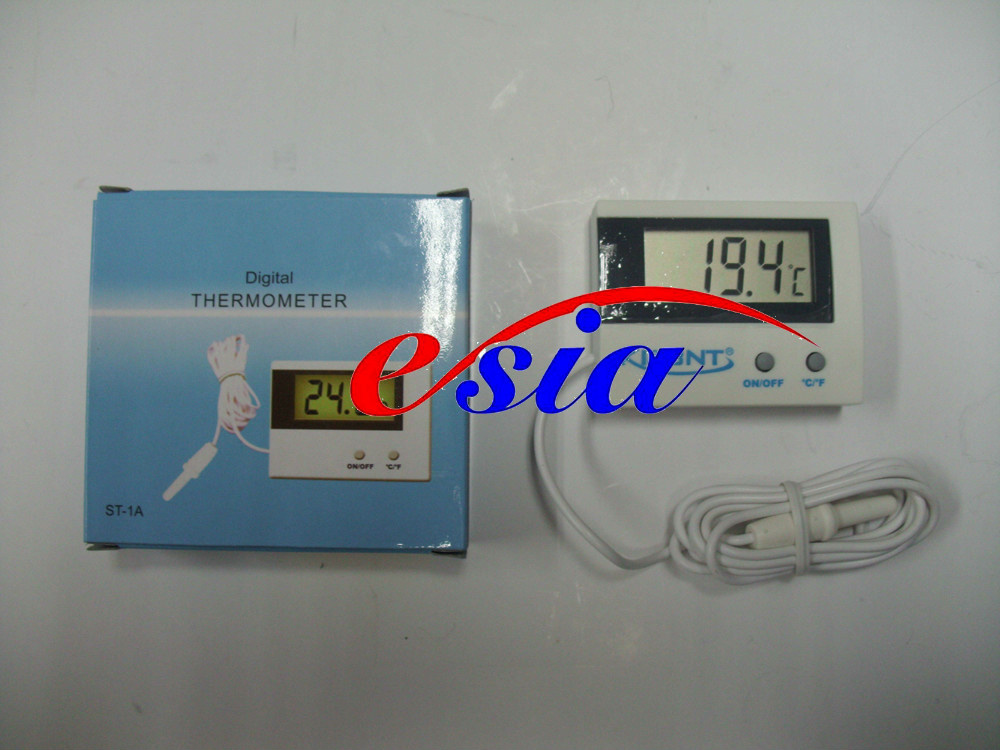 Digital
THERMOMETER
24.
ON/OFF °C/°F
ST-1A
esia
19.4°C
ON/OFF °C/°F